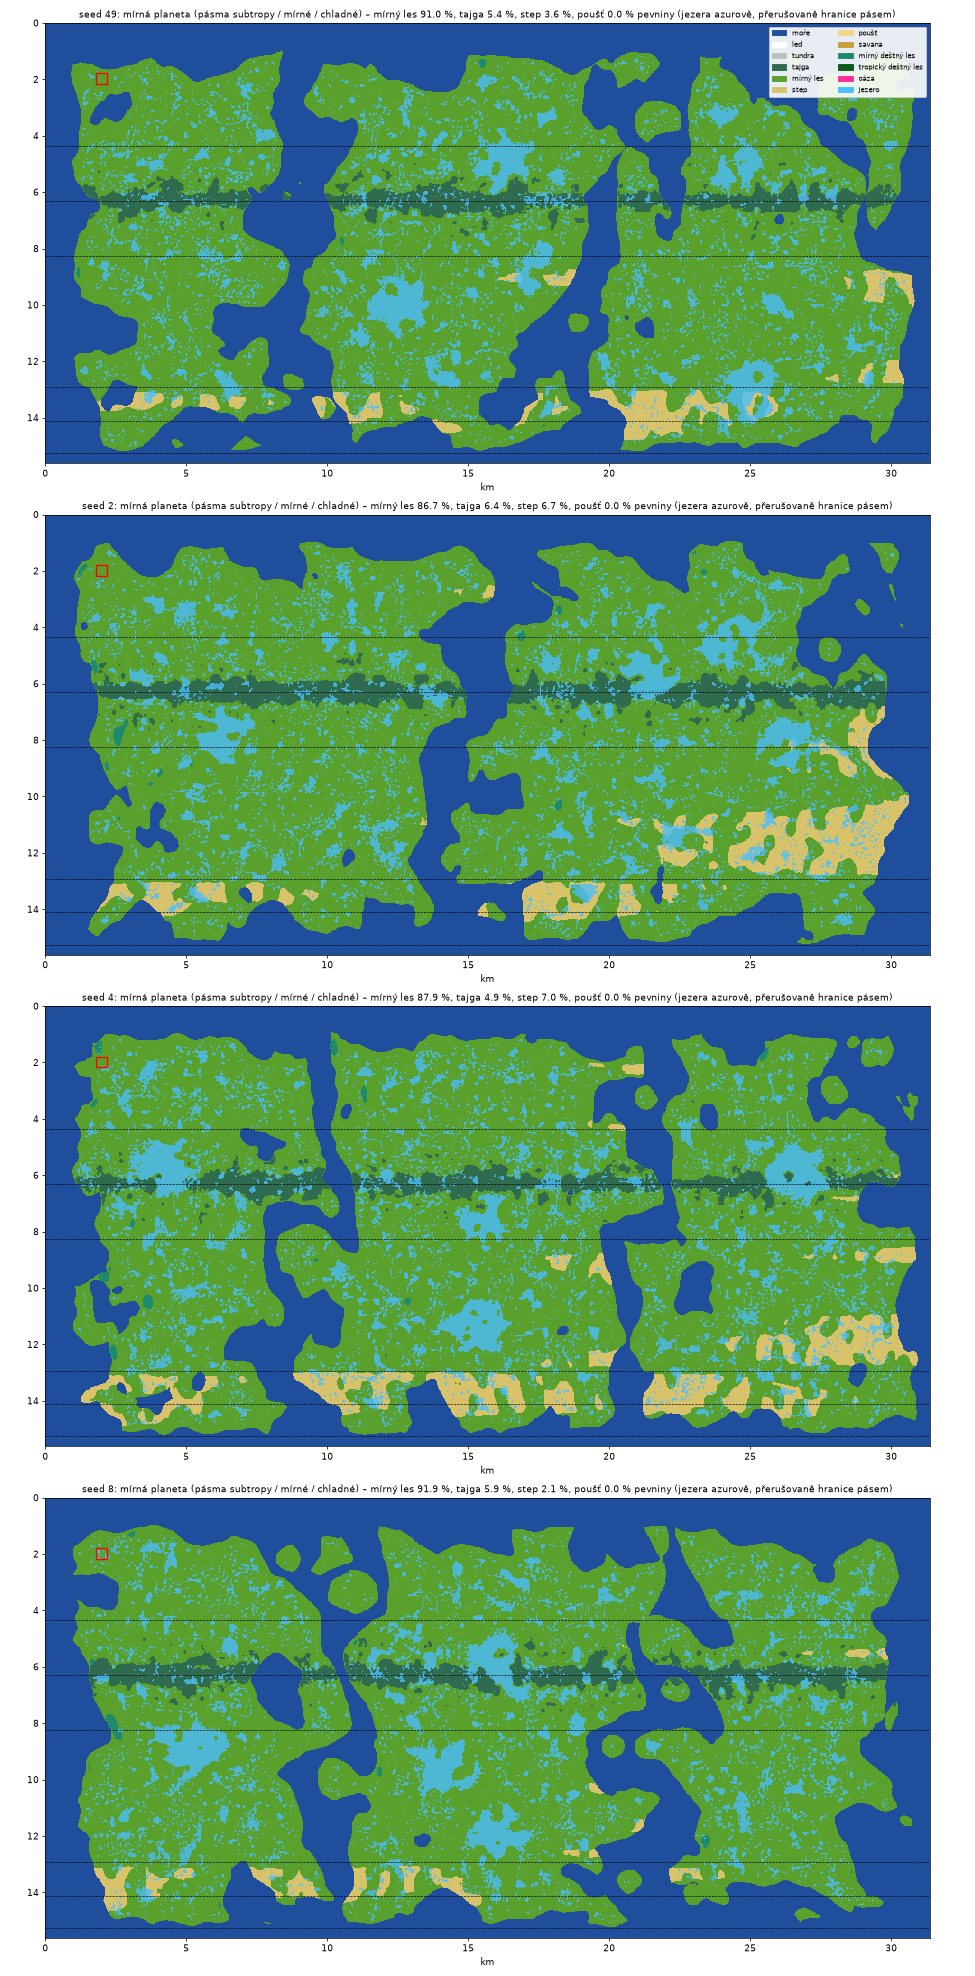 seed 49: mírná planeta (pásma subtropy / mírné / chladné) – mírný les 91.0 %, tajga 5.4 %, step 3.6 %, poušť 0.0 % pevniny (jezera azurově, přerušovaně hranice pásem)
moře
led
tundra
tajga
mírný les
step
poušť
savana
mírný deštný les
tropický deštný les
oáza
jezero
0
2
4
6
8
10
12
14
0 5 10 15 20 25 30
km
seed 2: mírná planeta (pásma subtropy / mírné / chladné) – mírný les 86.7 %, tajga 6.4 %, step 6.7 %, poušť 0.0 % pevniny (jezera azurově, přerušovaně hranice pásem)
0
2
4
6
8
10
12
14
0 5 10 15 20 25 30
km
seed 4: mírná planeta (pásma subtropy / mírné / chladné) – mírný les 87.9 %, tajga 4.9 %, step 7.0 %, poušť 0.0 % pevniny (jezera azurově, přerušovaně hranice pásem)
0
2
4
6
8
10
12
14
0 5 10 15 20 25 30
km
seed 8: mírná planeta (pásma subtropy / mírné / chladné) – mírný les 91.9 %, tajga 5.9 %, step 2.1 %, poušť 0.0 % pevniny (jezera azurově, přerušovaně hranice pásem)
0
2
4
6
8
10
12
14
0 5 10 15 20 25 30
km